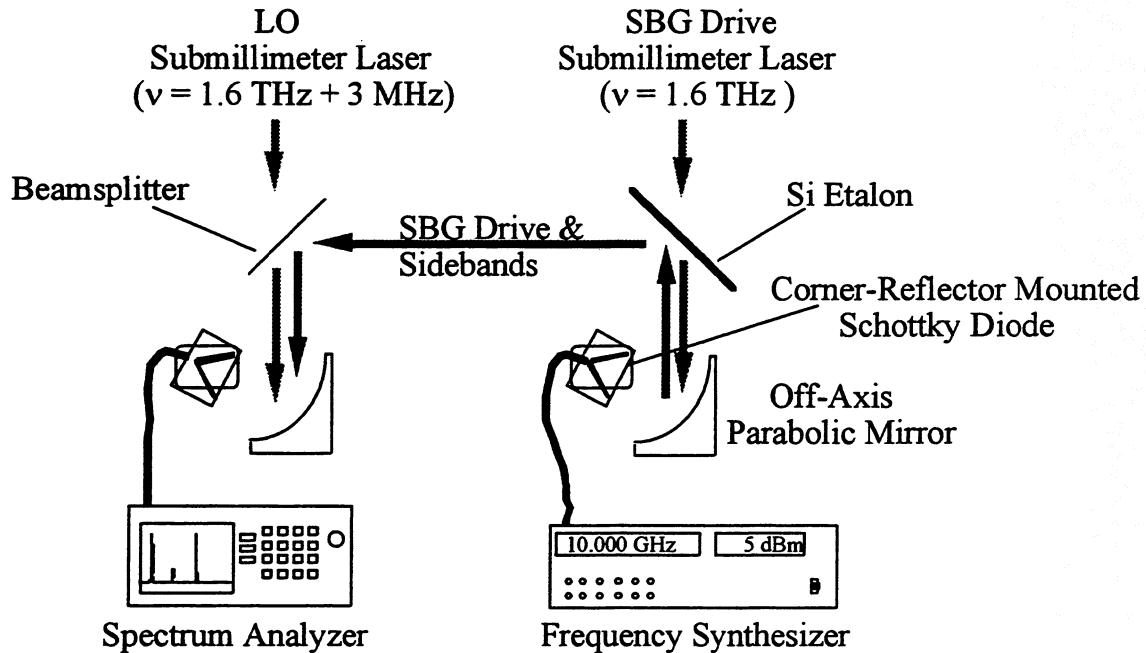 LO
Submillimeter Laser
(ν = 1.6 THz + 3 MHz)
SBG Drive
Submillimeter Laser
(ν = 1.6 THz )
Beamsplitter
Si Etalon
SBG Drive &
Sidebands
Corner-Reflector Mounted
Schottky Diode
Off-Axis
Parabolic Mirror
10.000 GHz
5 dBm
Spectrum Analyzer
Frequency Synthesizer